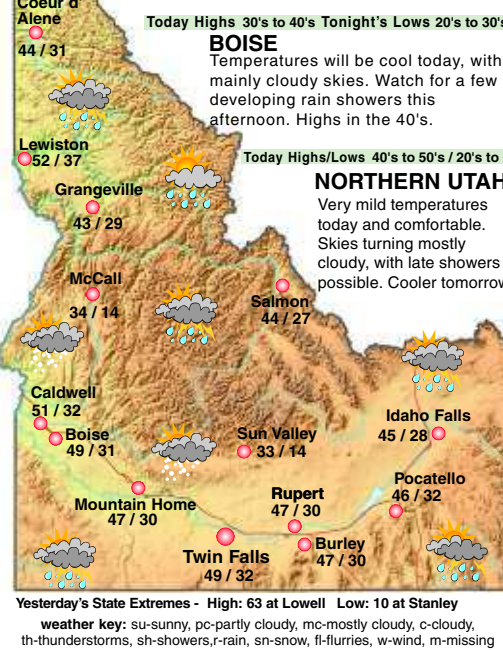 Coeur d'
Alene
44 / 31
Today Highs 30's to 40's Tonight's Lows 20's to 30's
BOISE
Temperatures will be cool today, with
mainly cloudy skies. Watch for a few
developing rain showers this
afternoon. Highs in the 40's.
Lewiston
52 / 37
Today Highs/Lows 40's to 50's / 20's to
NORTHERN UTAH
Very mild temperatures
today and comfortable.
Skies turning mostly
cloudy, with late showers
possible. Cooler tomorrow
Grangeville
43 / 29
McCall
34 / 14
Salmon
44 / 27
Caldwell
51 / 32
Boise
49 / 31
Sun Valley
33 / 14
Idaho Falls
45 / 28
Mountain Home
47 / 30
Rupert
47 / 30
Pocatello
46 / 32
Twin Falls
49 / 32
Burley
47 / 30
Yesterday's State Extremes - High: 63 at Lowell Low: 10 at Stanley
weather key: su-sunny, pc-partly cloudy, mc-mostly cloudy, c-cloudy,
th-thunderstorms, sh-showers,r-rain, sn-snow, fl-flurries, w-wind, m-missing